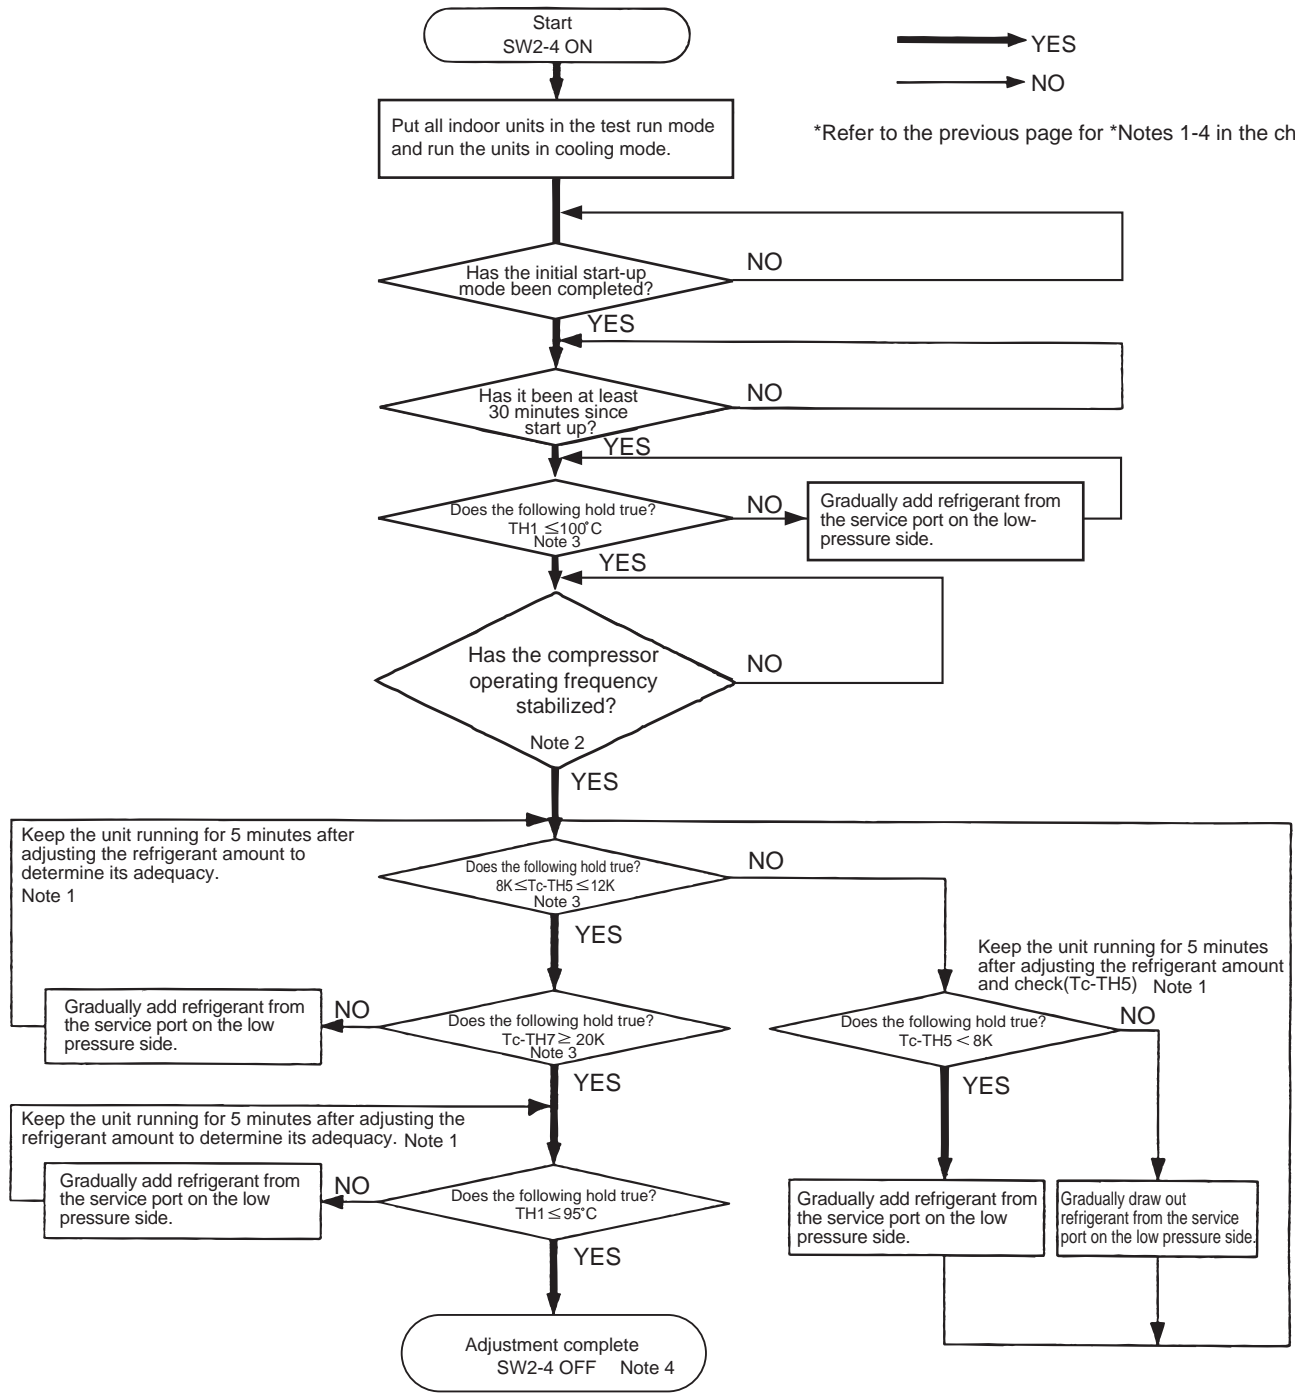 Start
SW2-4 ON
YES
NO
*Refer to the previous page for *Notes 1-4 in the ch
Put all indoor units in the test run mode
and run the units in cooling mode.
Has the initial start-up
mode been completed?
NO
YES
Has it been at least
30 minutes since
start up?
NO
YES
Does the following hold true?
TH1 ≤100°C
Note 3
NO
Gradually add refrigerant from
the service port on the low-
pressure side.
YES
Has the compressor
operating frequency
stabilized?
Note 2
NO
YES
Keep the unit running for 5 minutes after
adjusting the refrigerant amount to
determine its adequacy.
Note 1
Does the following hold true?
8K≤Tc-TH5≤12K
Note 3
NO
YES
Keep the unit running for 5 minutes
after adjusting the refrigerant amount
and check(Tc-TH5) Note 1
Gradually add refrigerant from
the service port on the low
pressure side.
NO
Does the following hold true?
Tc-TH7≥ 20K
Note 3
YES
Does the following hold true?
Tc-TH5 < 8K
NO
YES
Keep the unit running for 5 minutes after adjusting the
refrigerant amount to determine its adequacy. Note 1
Gradually add refrigerant from
the service port on the low
pressure side.
NO
Does the following hold true?
TH1≤95°C
YES
Gradually add refrigerant from
the service port on the low
pressure side.
Gradually draw out
refrigerant from the service
port on the low pressure side.
Adjustment complete
SW2-4 OFF Note 4